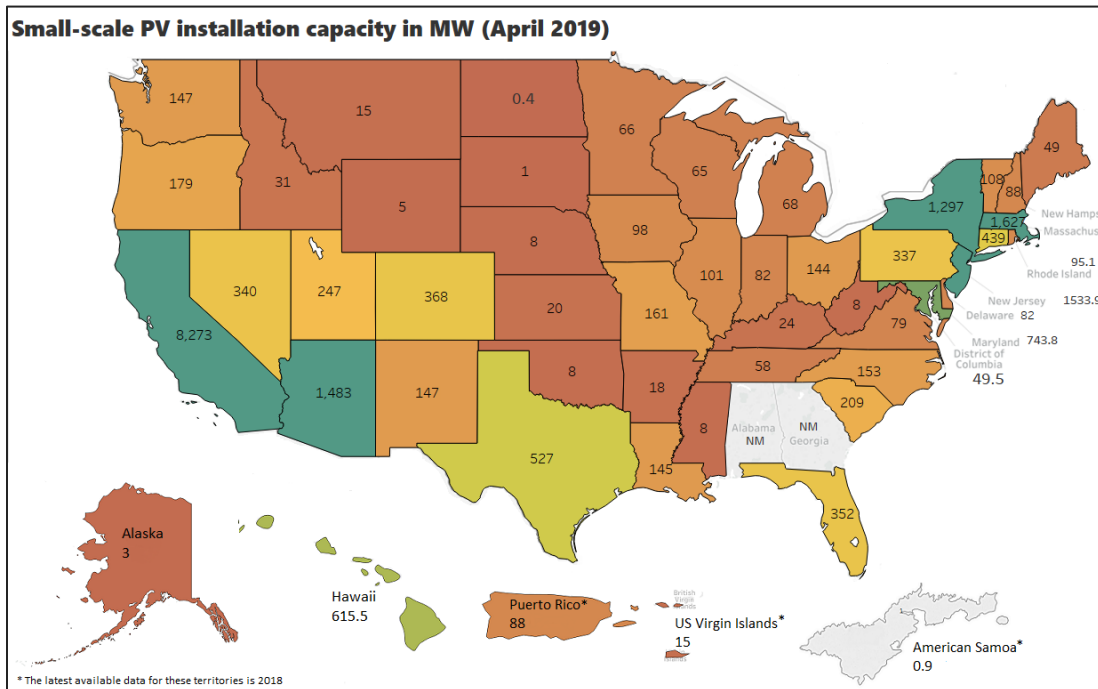 Small-scale PV installation capacity in MW (April 2019)
147
15
0.4
66
49
179
31
1
65
108
88
5
68
1,297
New Hamps
1,627
Massachus
8
98
439
95.1
Rhode Island
340
247
368
101
82
144
337
1533.9
New Jersey
Delaware 82
20
161
8
8,273
24
79
Maryland 743.8
District of
Columbia
49.5
58
153
1,483
147
8
18
209
8
Alabama
NM
NM
Georgia
527
145
352
Alaska
3
Hawaii
615.5
Puerto Rico*
88
British
Virgin
Islands
US Virgin Islands*
15
American Samoa*
0.9
* The latest available data for these territories is 2018